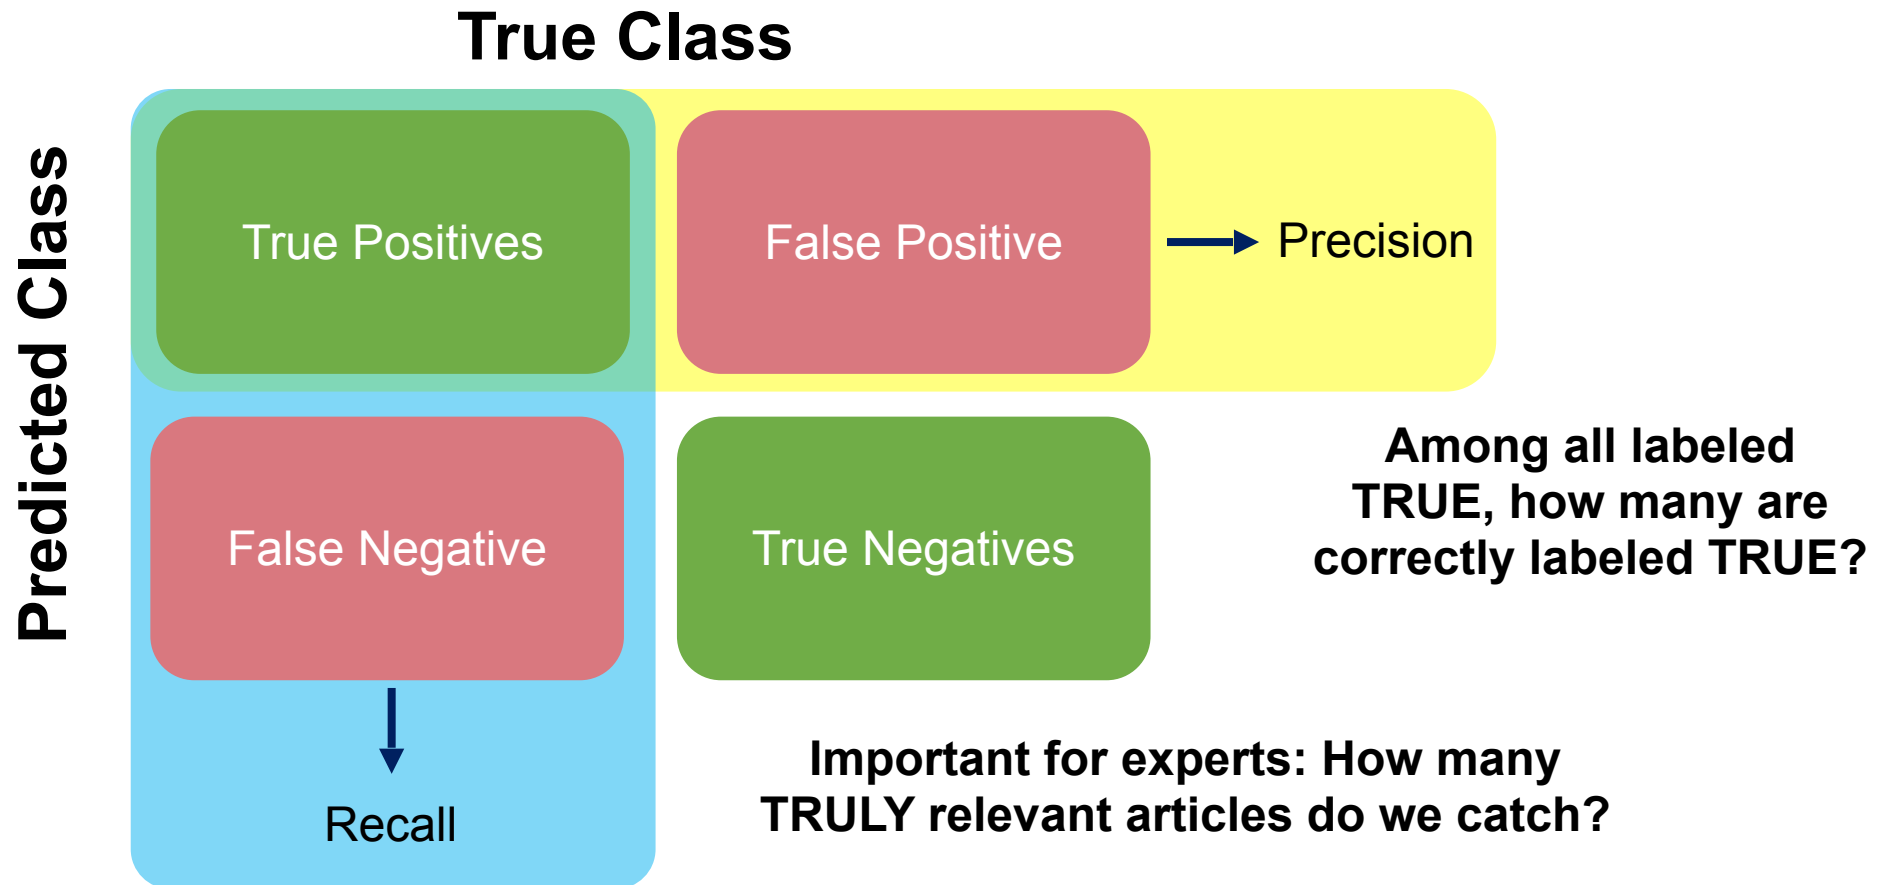 True Class
Predicted Class
True Positives
False Positive
Precision
False Negative
True Negatives
Among all labeled
TRUE, how many are
correctly labeled TRUE?
Recall
Important for experts: How many
TRULY relevant articles do we catch?